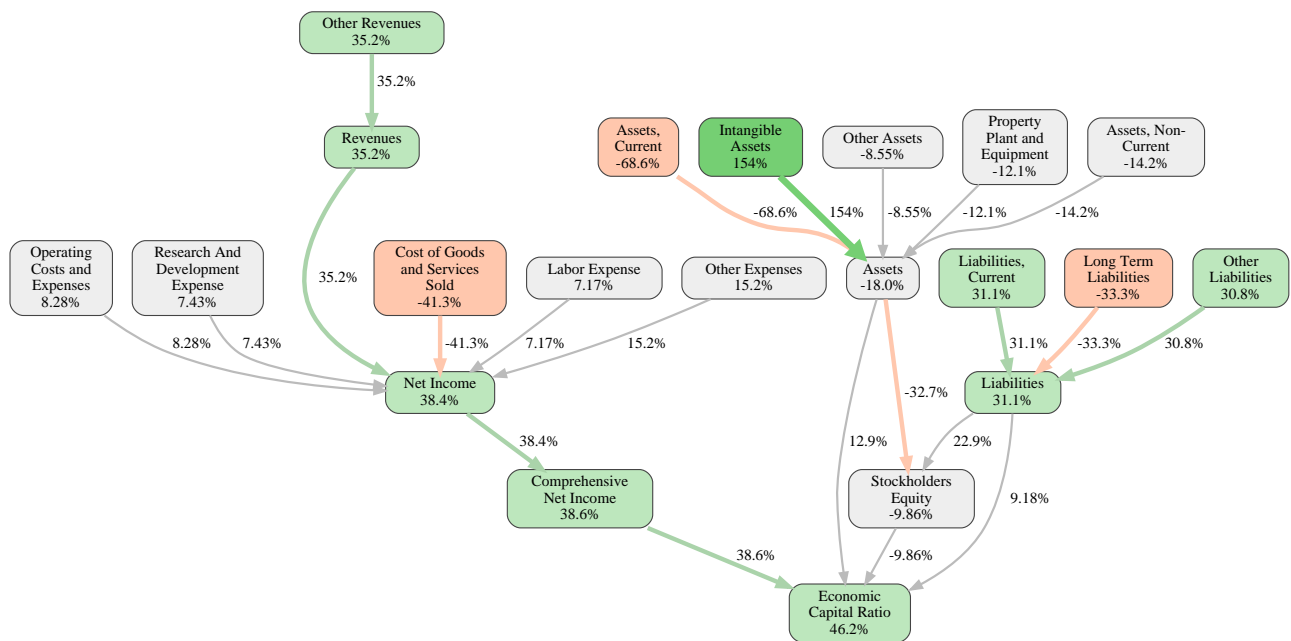 Other Revenues
35.2%
35.2%
Revenues
35.2%
Assets,
Current
-68.6%
Intangible
Assets
154%
Other Assets
-8.55%
Property
Plant and
Equipment
-12.1%
Assets, Non-
Current
-14.2%
-68.6%
154%
-8.55%
-12.1%
-14.2%
Operating
Costs and
Expenses
8.28%
Research And
Development
Expense
7.43%
35.2%
Cost of Goods
and Services
Sold
-41.3%
Labor Expense
7.17%
Other Expenses
15.2%
Assets
-18.0%
Liabilities,
Current
31.1%
Long Term
Liabilities
-33.3%
Other
Liabilities
30.8%
8.28%
7.43%
-41.3%
7.17%
15.2%
31.1%
-33.3%
30.8%
Net Income
38.4%
-32.7%
Liabilities
31.1%
38.4%
12.9%
22.9%
9.18%
Comprehensive
Net Income
38.6%
Stockholders
Equity
-9.86%
38.6%
-9.86%
Economic
Capital Ratio
46.2%